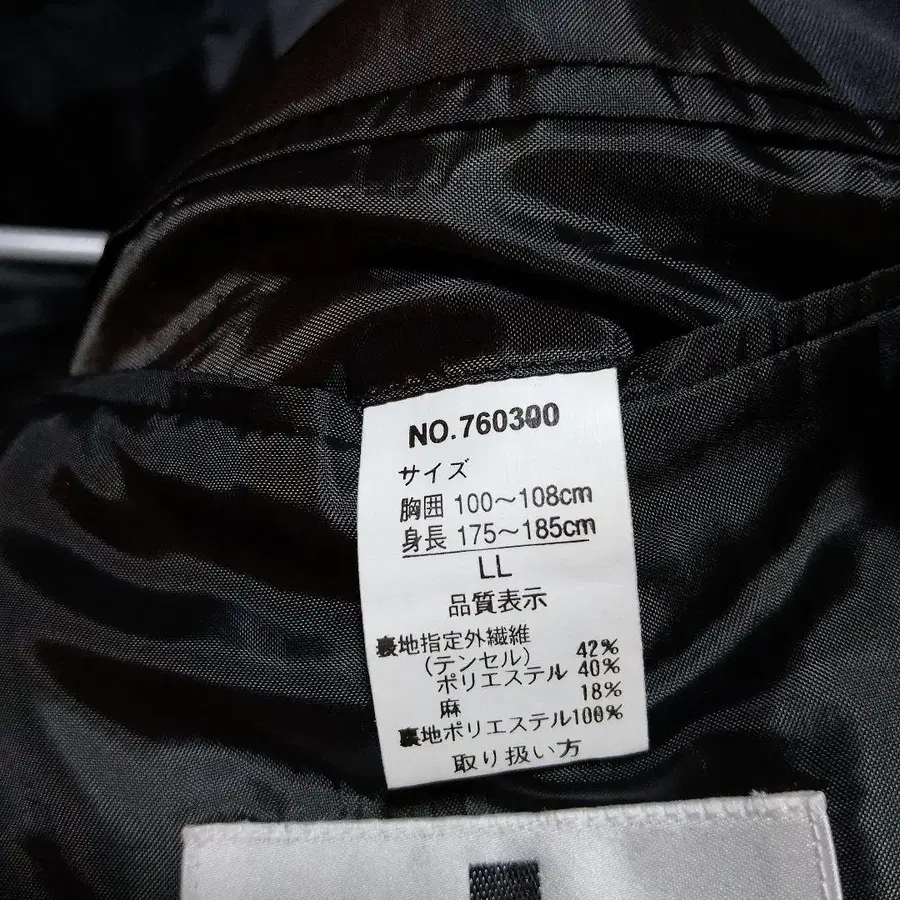 NO.760300
サイズ
胸囲 100～108cm
身長 175～185cm
LL
品質表示
裏地指定外繊維
(テンセル) 42%
ポリエステル 40%
麻 18%
裏地ポリエステル100%
取り扱い方